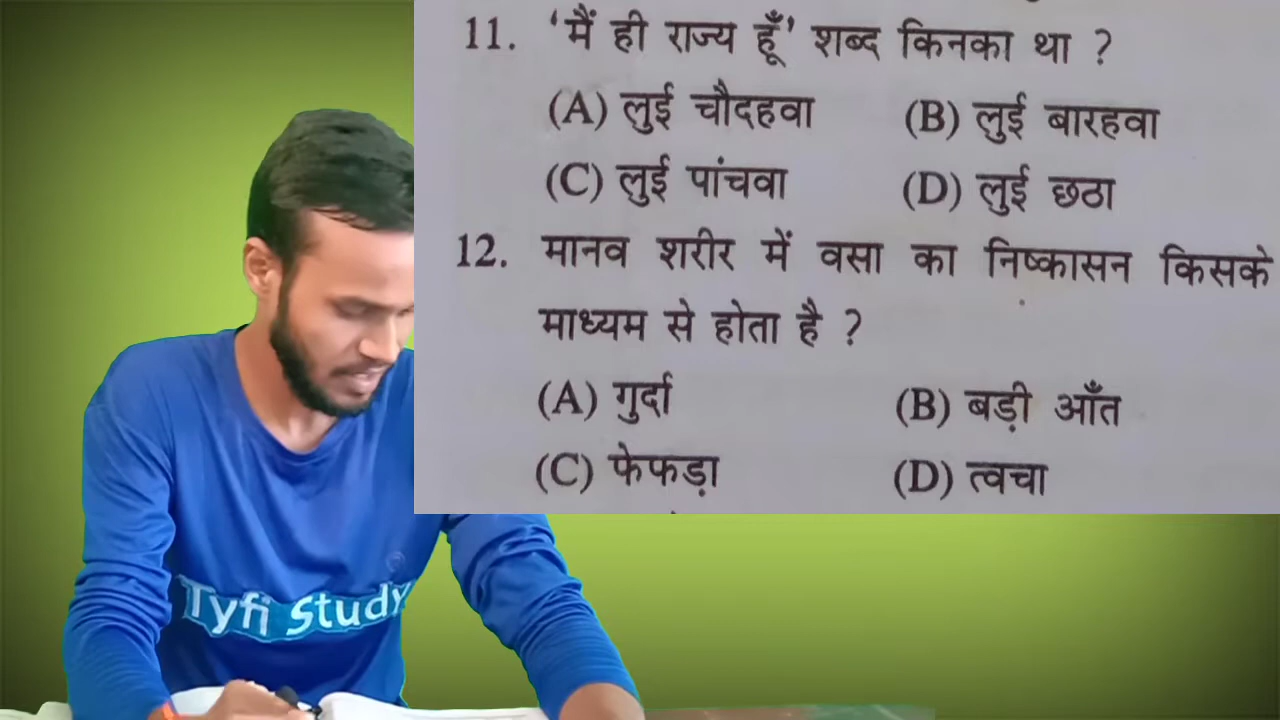 11. ‘मैं ही राज्य हूँ’ शब्द किनका था ?
(A) लुई चौदहवा (B) लुई बारहवा
(C) लुई पांचवा (D) लुई छठा
12. मानव शरीर में वसा का निष्कासन किसके
माध्यम से होता है ?
(A) गुर्दा (B) बड़ी आँत
(C) फेफड़ा (D) त्वचा
Tyfi Study